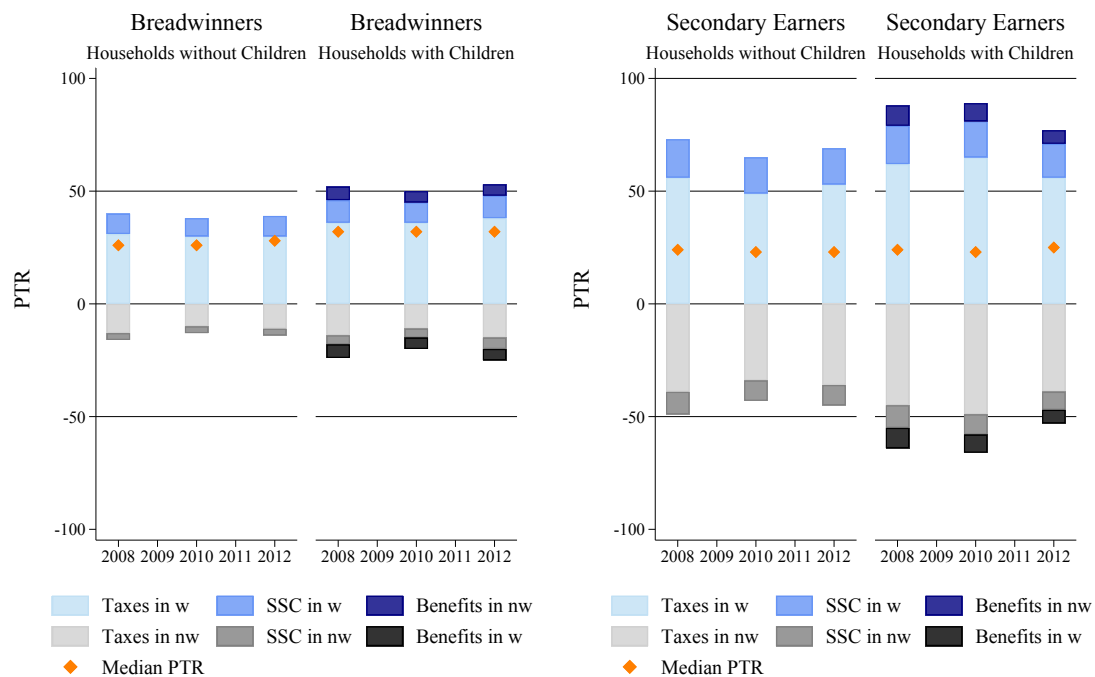 Breadwinners
Households without Children
Breadwinners
Households with Children
PTR
100
50
0
-50
-100
2008 2009 2010 2011 2012
2008 2009 2010 2011 2012
Taxes in w
SSC in w
Benefits in nw
Taxes in nw
SSC in nw
Benefits in w
Median PTR
Secondary Earners
Households without Children
Secondary Earners
Households with Children
PTR
100
50
0
-50
-100
2008 2009 2010 2011 2012
2008 2009 2010 2011 2012
Taxes in w
SSC in w
Benefits in nw
Taxes in nw
SSC in nw
Benefits in w
Median PTR